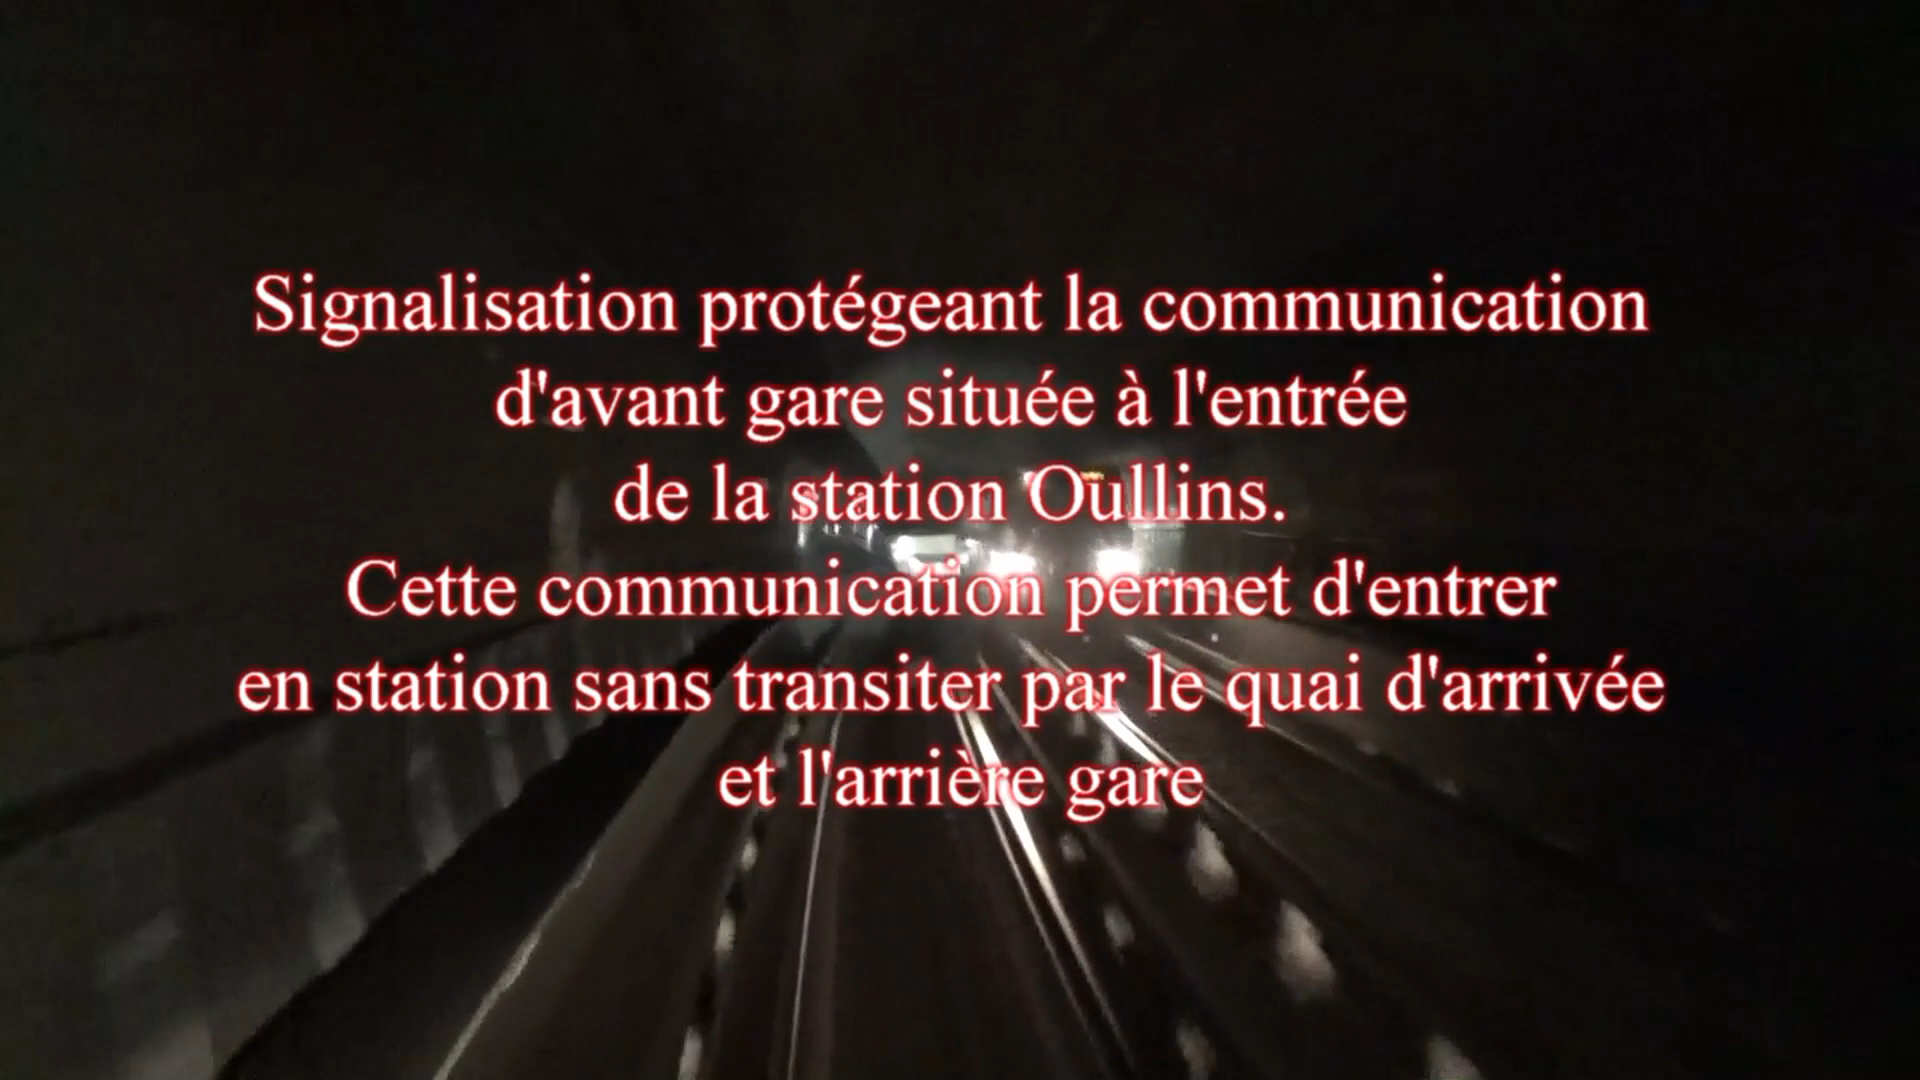 Signalisation protégeant la communication
d'avant gare située à l'entrée
de la station Oullins.
Cette communication permet d'entrer
en station sans transiter par le quai d'arrivée
et l'arrière gare